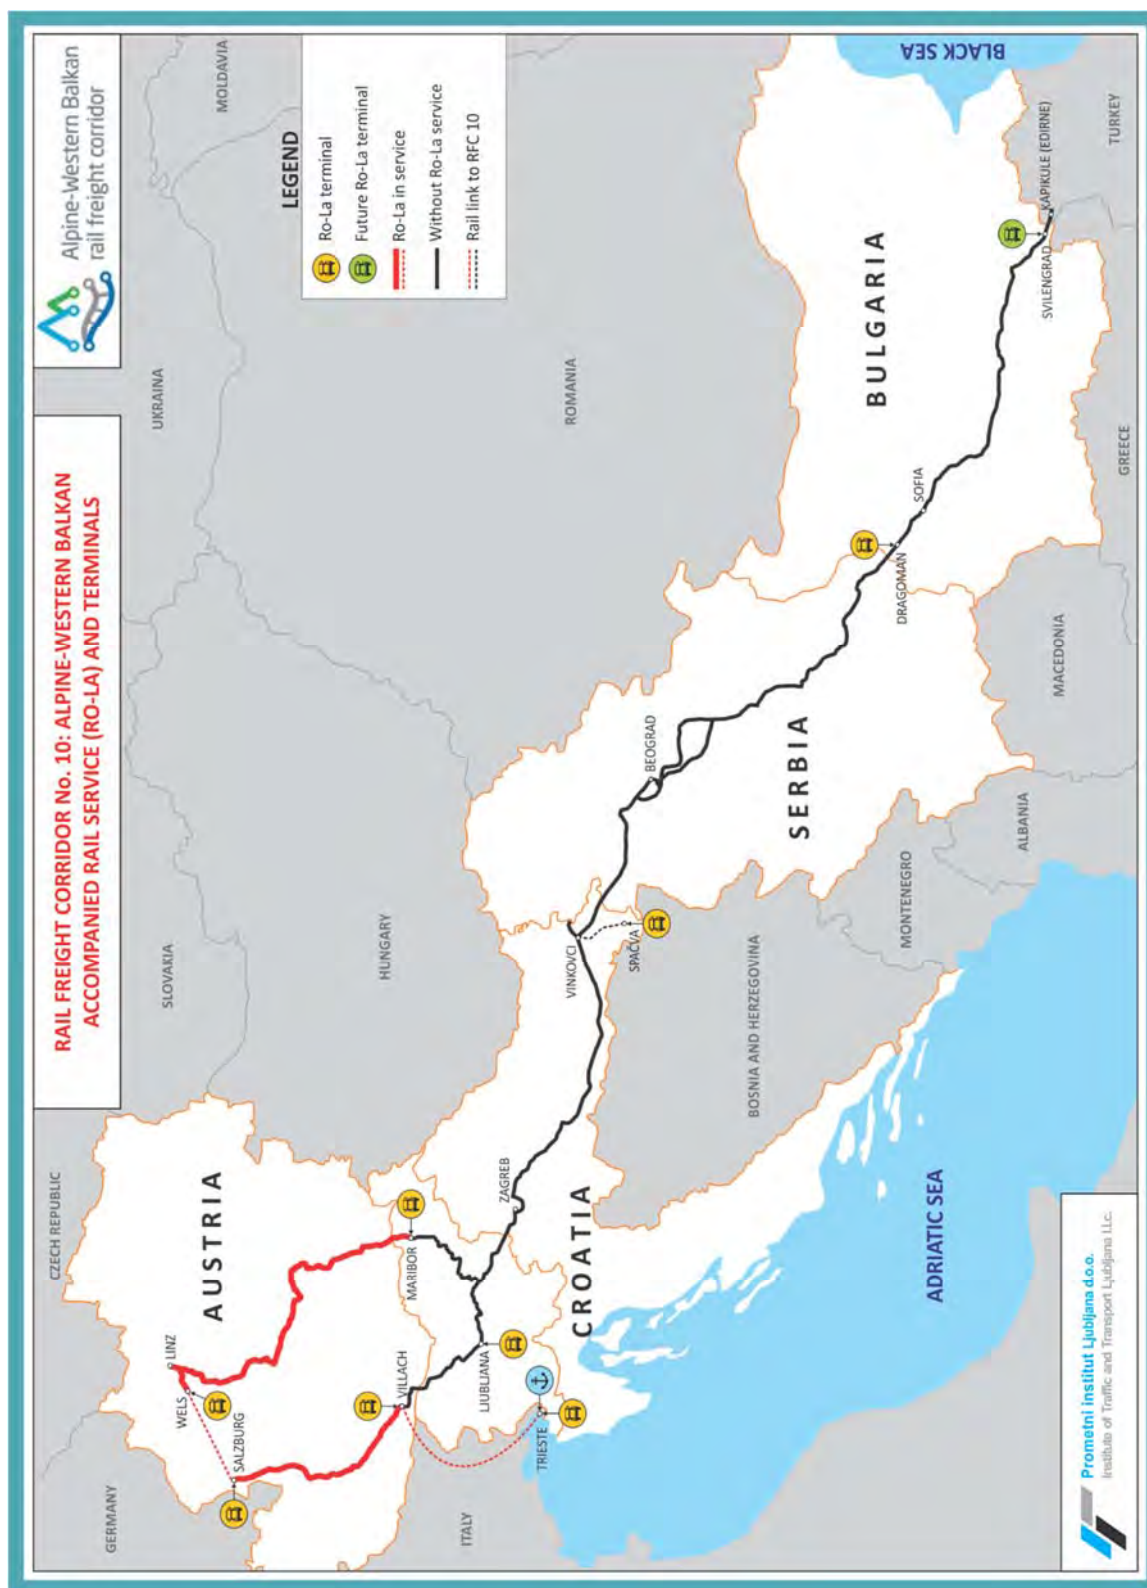 RAIL FREIGHT CORRIDOR No. 10: ALPINE-WESTERN BALKAN
ACCOMPANIED RAIL SERVICE (RO-LA) AND TERMINALS
Alpine-Western Balkan
rail freight corridor
LEGEND
Ro-La terminal
Future Ro-La terminal
Ro-La in service
Without Ro-La service
Rail link to RFC 10
CZECH REPUBLIC
SLOVAKIA
UKRAINA
MOLDAVIA
GERMANY
AUSTRIA
LINZ
WELS
SALZBURG
HUNGARY
ROMANIA
VILLACH
MARIBOR
ITALY
LJUBLJANA
TRIESTE
ZAGREB
CROATIA
VINKOVCI
SPAČVA
BEOGRAD
SERBIA
BOSNIA AND HERZEGOVINA
MONTENEGRO
ALBANIA
MACEDONIA
DRAGOMAN
SOFIA
BULGARIA
SVILENGRAD
KAPIKULE (EDIRNE)
BLACK SEA
TURKEY
GREECE
ADRIATIC SEA
Prometni institut Ljubljana d.o.o.
Institute of Traffic and Transport Ljubljana l.l.c.